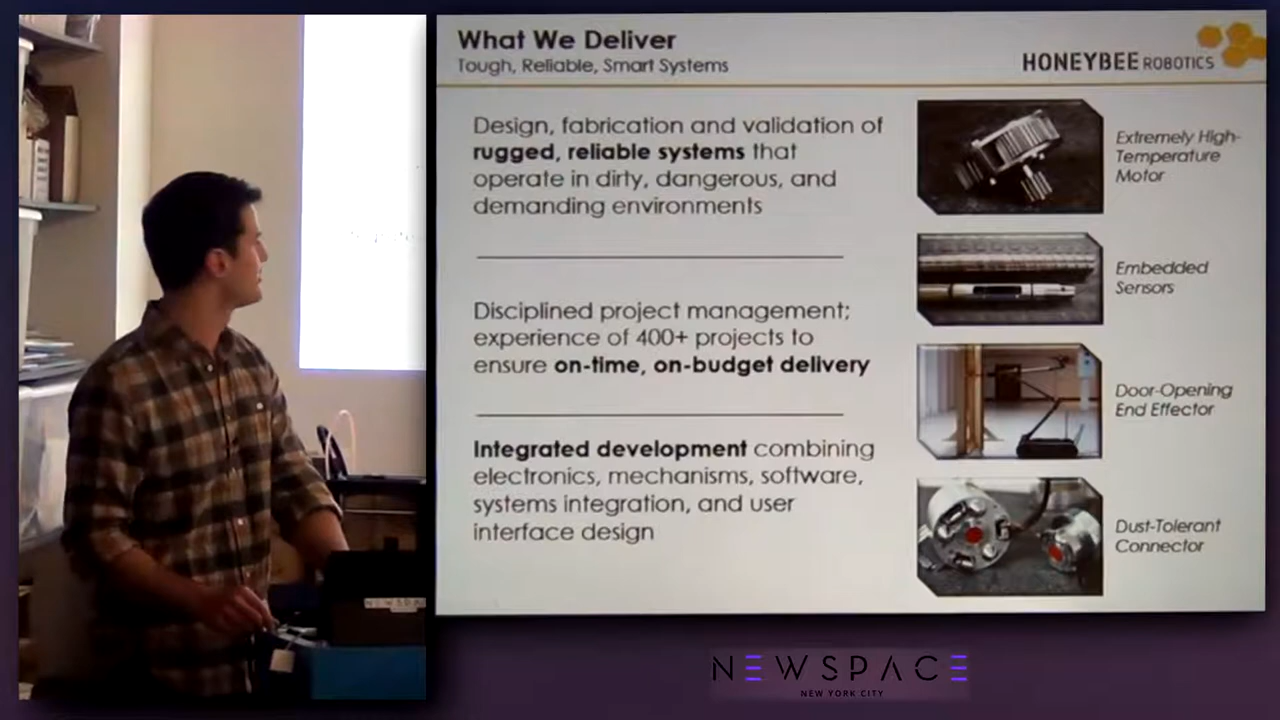 What We Deliver
Tough, Reliable, Smart Systems
HONEYBEE ROBOTICS
Design, fabrication and validation of
rugged, reliable systems that
operate in dirty, dangerous, and
demanding environments
Disciplined project management;
experience of 400+ projects to
ensure on-time, on-budget delivery
Integrated development combining
electronics, mechanisms, software,
systems integration, and user
interface design
Extremely High-
Temperature
Motor
Embedded
Sensors
Door-Opening
End Effector
Dust-Tolerant
Connector
NEWSPA
NEWSPACE
NEW YORK CITY